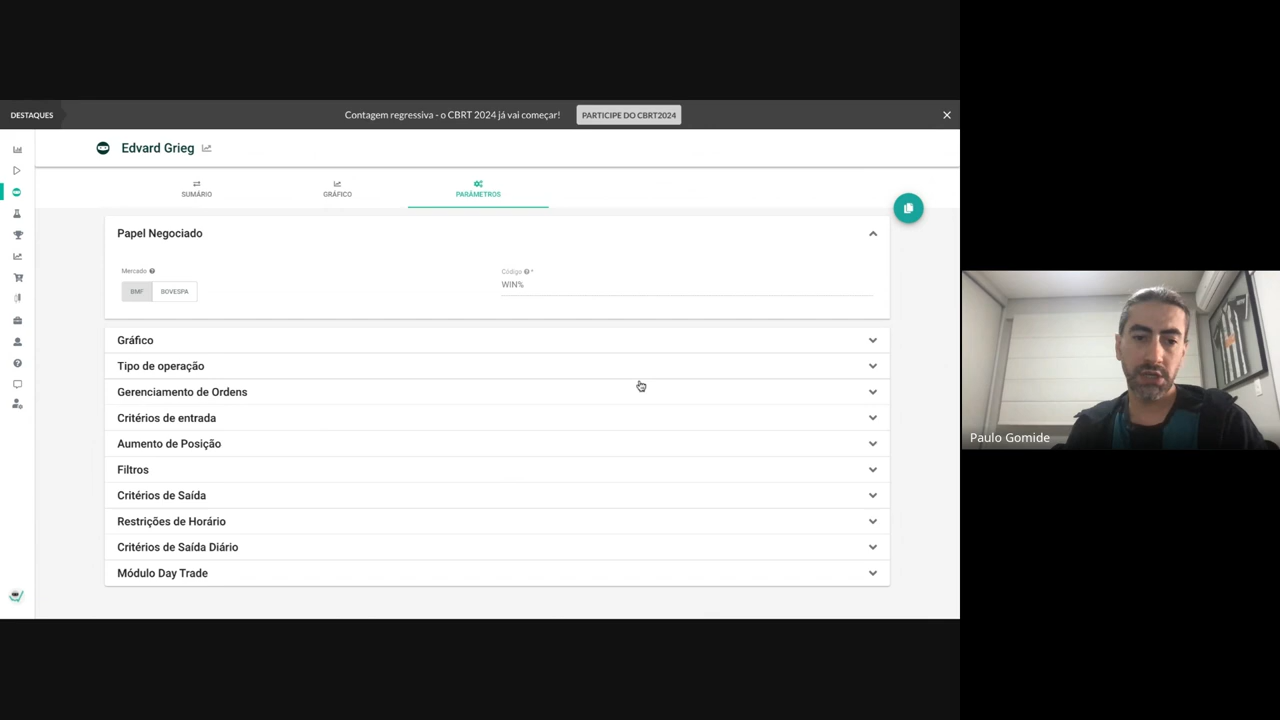 DESTAQUES
Contagem regressiva - o CBRT 2024 já vai começar!
PARTICIPE DO CBRT2024
Edvard Grieg
SUMÁRIO
GRÁFICO
PARÂMETROS
Papel Negociado
Mercado
Código *
BMF
BOVESPA
WIN%
Gráfico
Tipo de operação
Gerenciamento de Ordens
Critérios de entrada
Aumento de Posição
Filtros
Critérios de Saída
Restrições de Horário
Critérios de Saída Diário
Módulo Day Trade
Paulo Gomide